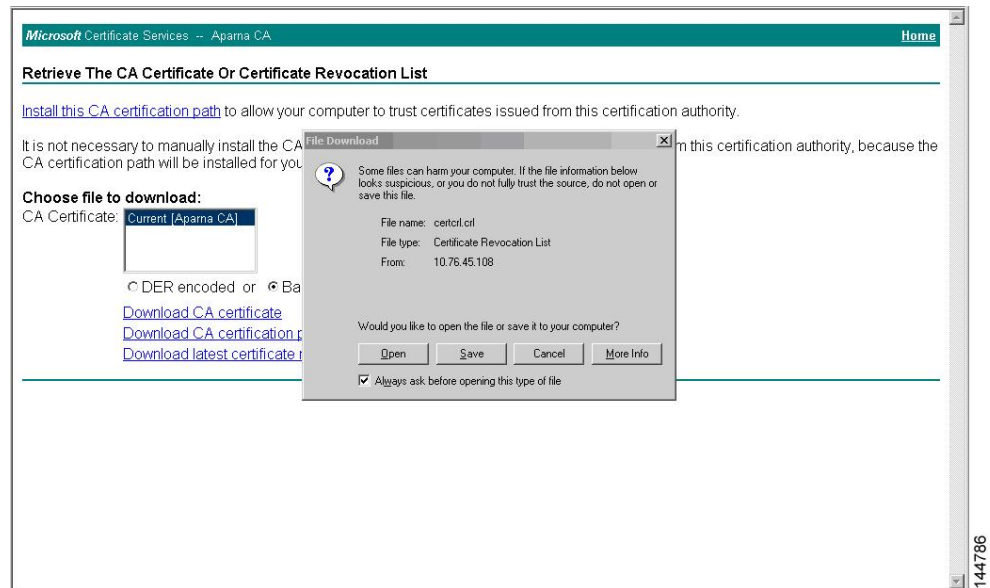 Microsoft Certificate Services -- Aparna CA Home
Retrieve The CA Certificate Or Certificate Revocation List
Install this CA certification path to allow your computer to trust certificates issued from this certification authority.
It is not necessary to manually install the CA
m this certification authority, because the
CA certification path will be installed for you
Choose file to download:
CA Certificate: Current [Aparna CA]
DER encoded or Ba
Download CA certificate
Download CA certification p
Download latest certificate r
File Download
Some files can harm your computer. If the file information below
looks suspicious, or you do not fully trust the source, do not open or
save this file.
File name: certcrl.crl
File type: Certificate Revocation List
From: 10.76.45.108
Would you like to open the file or save it to your computer?
Open Save Cancel More Info
Always ask before opening this type of file
144786